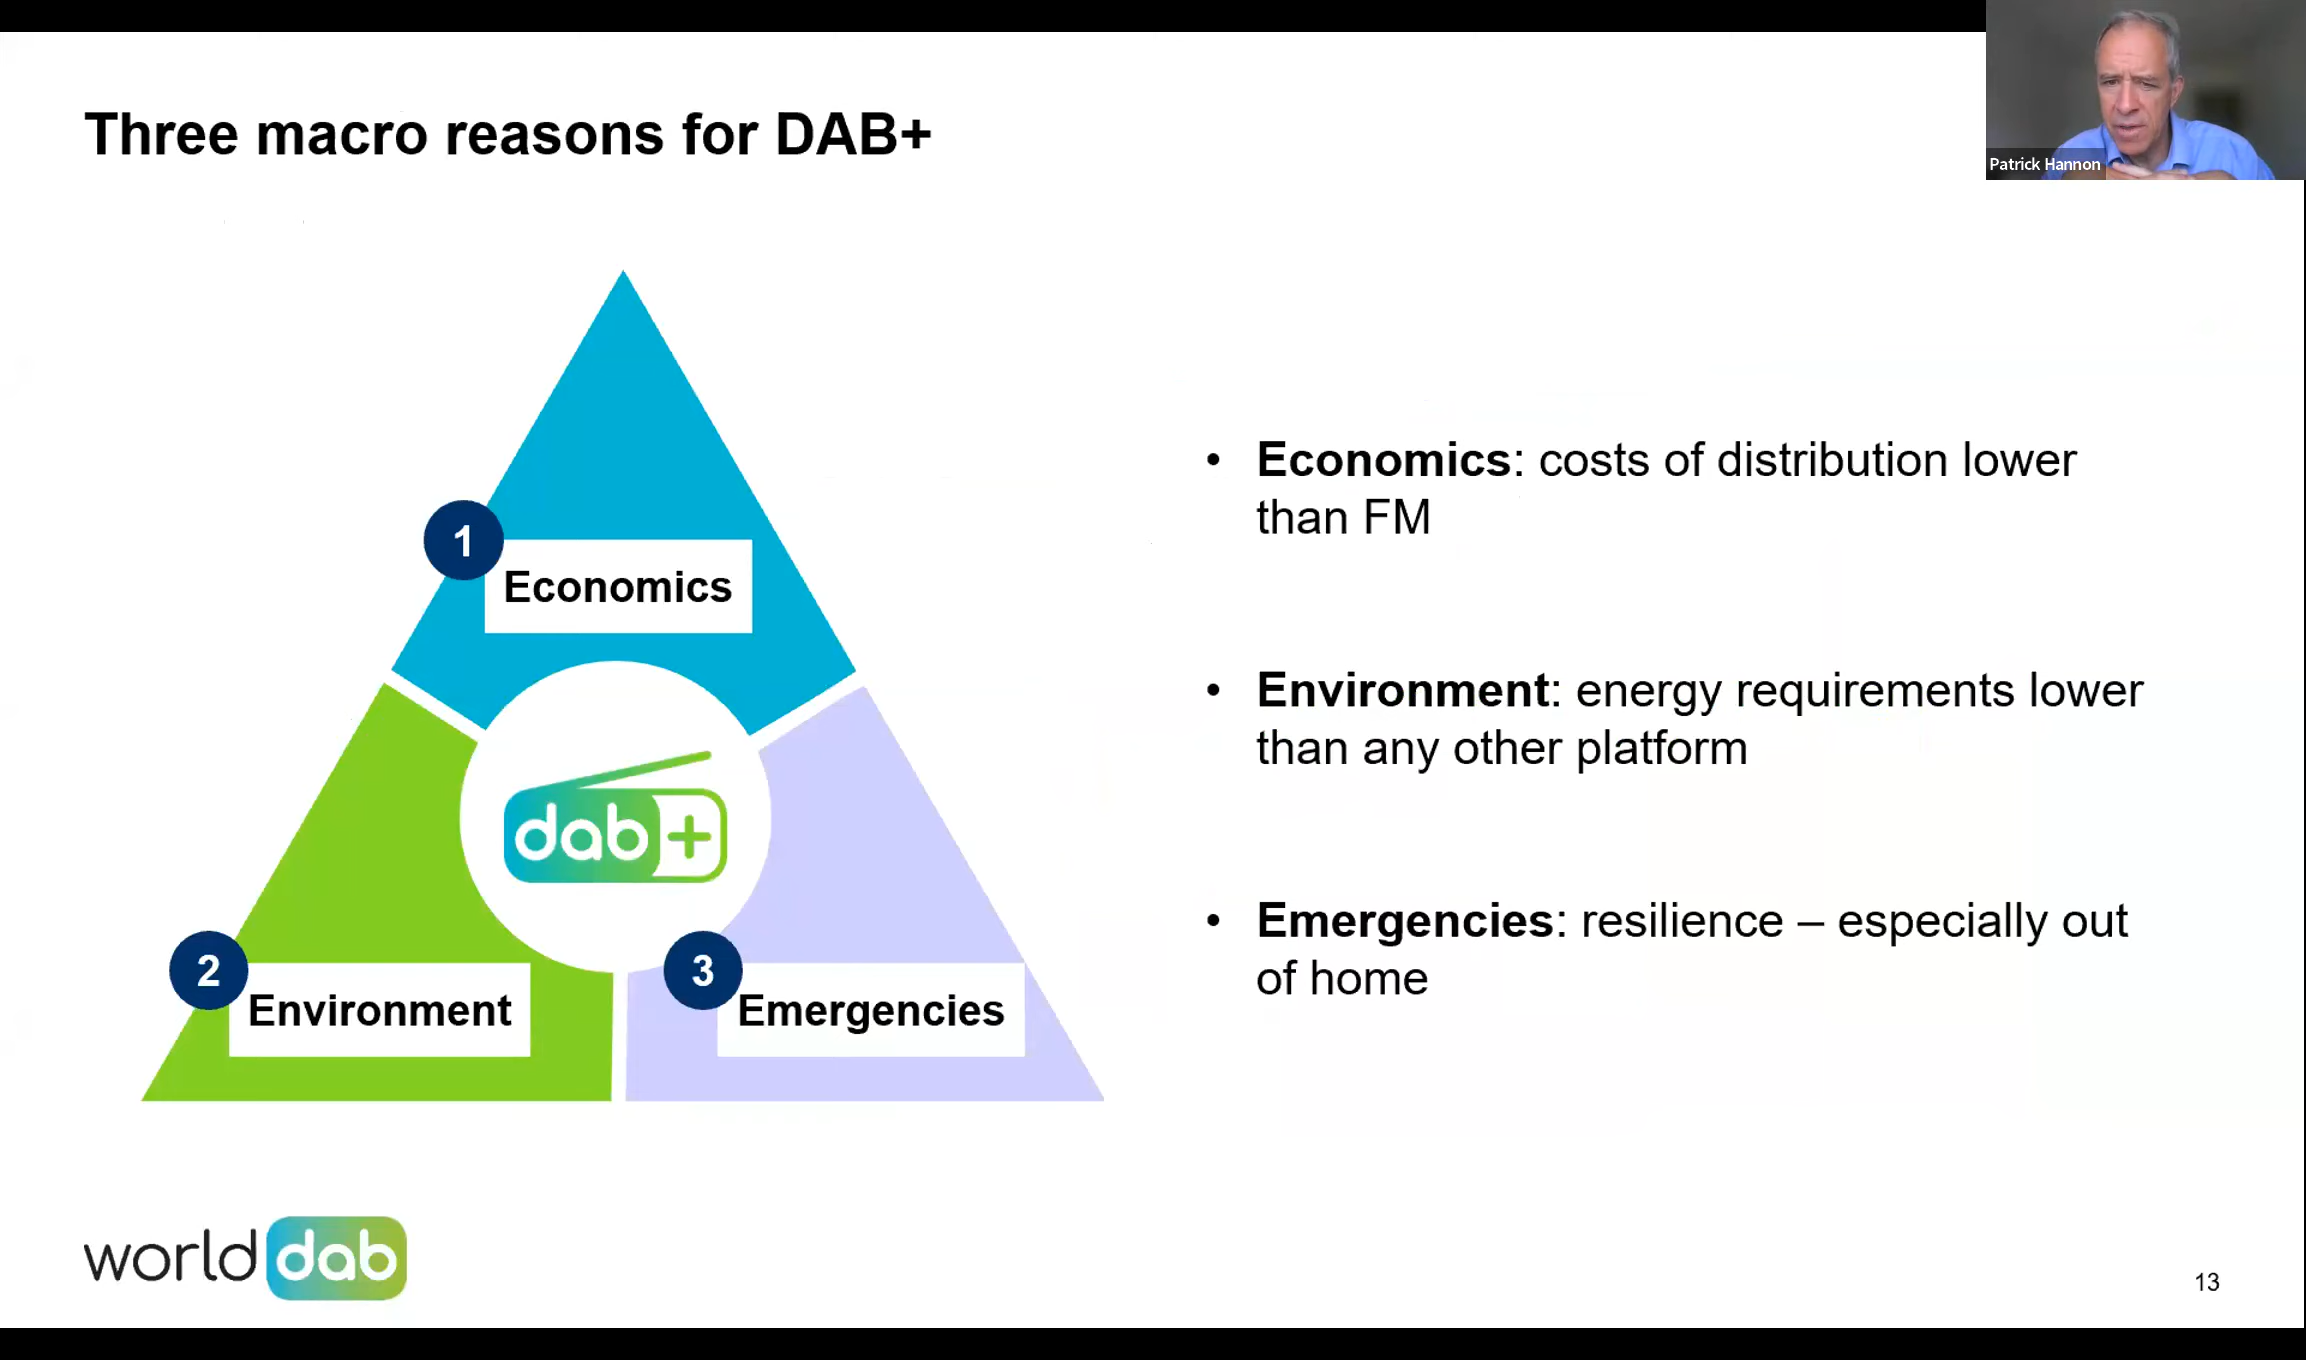 Patrick Hannon
Three macro reasons for DAB+
1
Economics
dab+
2
Environment
3
Emergencies
• Economics: costs of distribution lower
than FM
• Environment: energy requirements lower
than any other platform
• Emergencies: resilience – especially out
of home
world dab
13